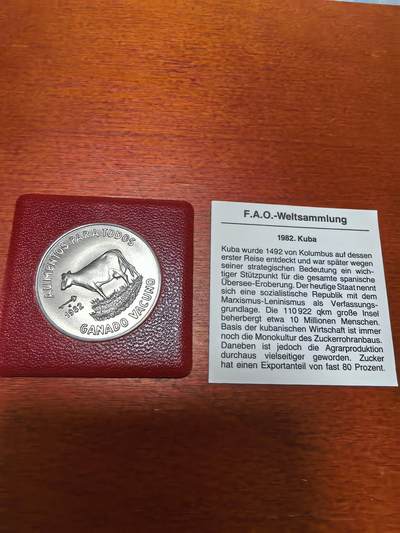 ALIMENTOS PARA TODOS
1982
GANADO VACUNO
F.A.O.-Weltsammlung
1982. Kuba
Kuba wurde 1492 von Kolumbus auf dessen
erster Reise entdeckt und war später wegen
seiner strategischen Bedeutung ein wich-
tiger Stützpunkt für die gesamte spanische
Übersee-Eroberung. Der heutige Staat nennt
sich eine sozialistische Republik mit dem
Marxismus-Leninismus als Verfassungs-
grundlage. Die 110 922 qkm große Insel
beherbergt etwa 10 Millionen Menschen.
Basis der kubanischen Wirtschaft ist immer
noch die Monokultur des Zuckerrohranbaus.
Daneben ist jedoch die Agrarproduktion
durchaus vielseitiger geworden. Zucker
hat einen Exportanteil von fast 80 Prozent.